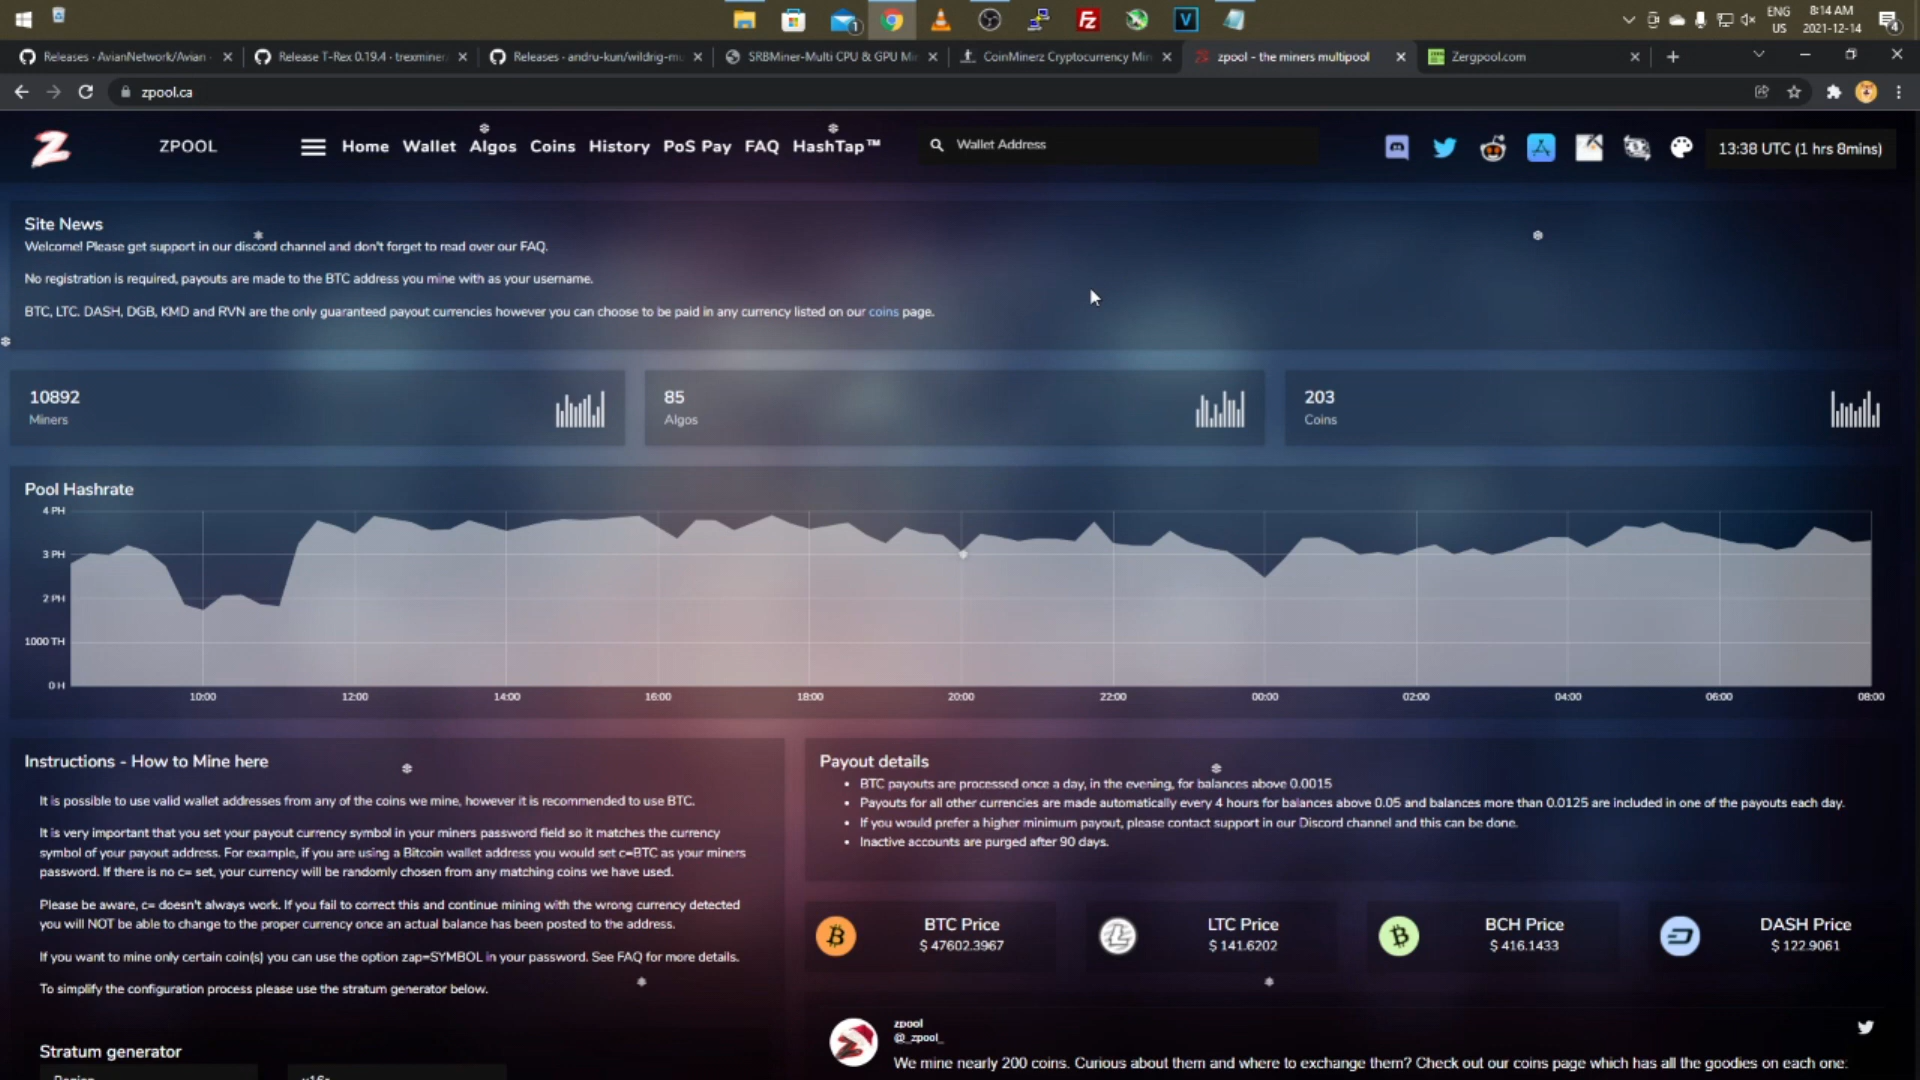 ENG
US
8:14 AM
2021-12-14
1
4
Releases · AvianNetwork/Avian
Release T-Rex 0.19.4 · trexminer
Releases · andru-kun/wildrig-mu
SRBMiner-Multi CPU & GPU Mi
CoinMinerz Cryptocurrency Min
zpool - the miners multipool
Zergpool.com
zpool.ca
ZPOOL
Home Wallet Algos Coins History PoS Pay FAQ HashTap™
Wallet Address
13:38 UTC (1 hrs 8mins)
Site News
Welcome! Please get support in our discord channel and don't forget to read over our FAQ.
No registration is required, payouts are made to the BTC address you mine with as your username.
BTC, LTC. DASH, DGB, KMD and RVN are the only guaranteed payout currencies however you can choose to be paid in any currency listed on our coins page.
10892
Miners
85
Algos
203
Coins
Pool Hashrate
4 PH
3 PH
2 PH
1000 TH
0 H
10:00 12:00 14:00 16:00 18:00 20:00 22:00 00:00 02:00 04:00 06:00 08:00
Instructions - How to Mine here
It is possible to use valid wallet addresses from any of the coins we mine, however it is recommended to use BTC.
It is very important that you set your payout currency symbol in your miners password field so it matches the currency
symbol of your payout address. For example, if you are using a Bitcoin wallet address you would set c=BTC as your miners
password. If there is no c= set, your currency will be randomly chosen from any matching coins we have used.
Please be aware, c= doesn't always work. If you fail to correct this and continue mining with the wrong currency detected
you will NOT be able to change to the proper currency once an actual balance has been posted to the address.
If you want to mine only certain coin(s) you can use the option zap=SYMBOL in your password. See FAQ for more details.
To simplify the configuration process please use the stratum generator below.
Stratum generator
Region
x16r
Payout details
BTC payouts are processed once a day, in the evening, for balances above 0.0015
Payouts for all other currencies are made automatically every 4 hours for balances above 0.05 and balances more than 0.0125 are included in one of the payouts each day.
If you would prefer a higher minimum payout, please contact support in our Discord channel and this can be done.
Inactive accounts are purged after 90 days.
BTC Price
$ 47602.3967
LTC Price
$ 141.6202
BCH Price
$ 416.1433
DASH Price
$ 122.9061
zpool
@_zpool_
We mine nearly 200 coins. Curious about them and where to exchange them? Check out our coins page which has all the goodies on each one: